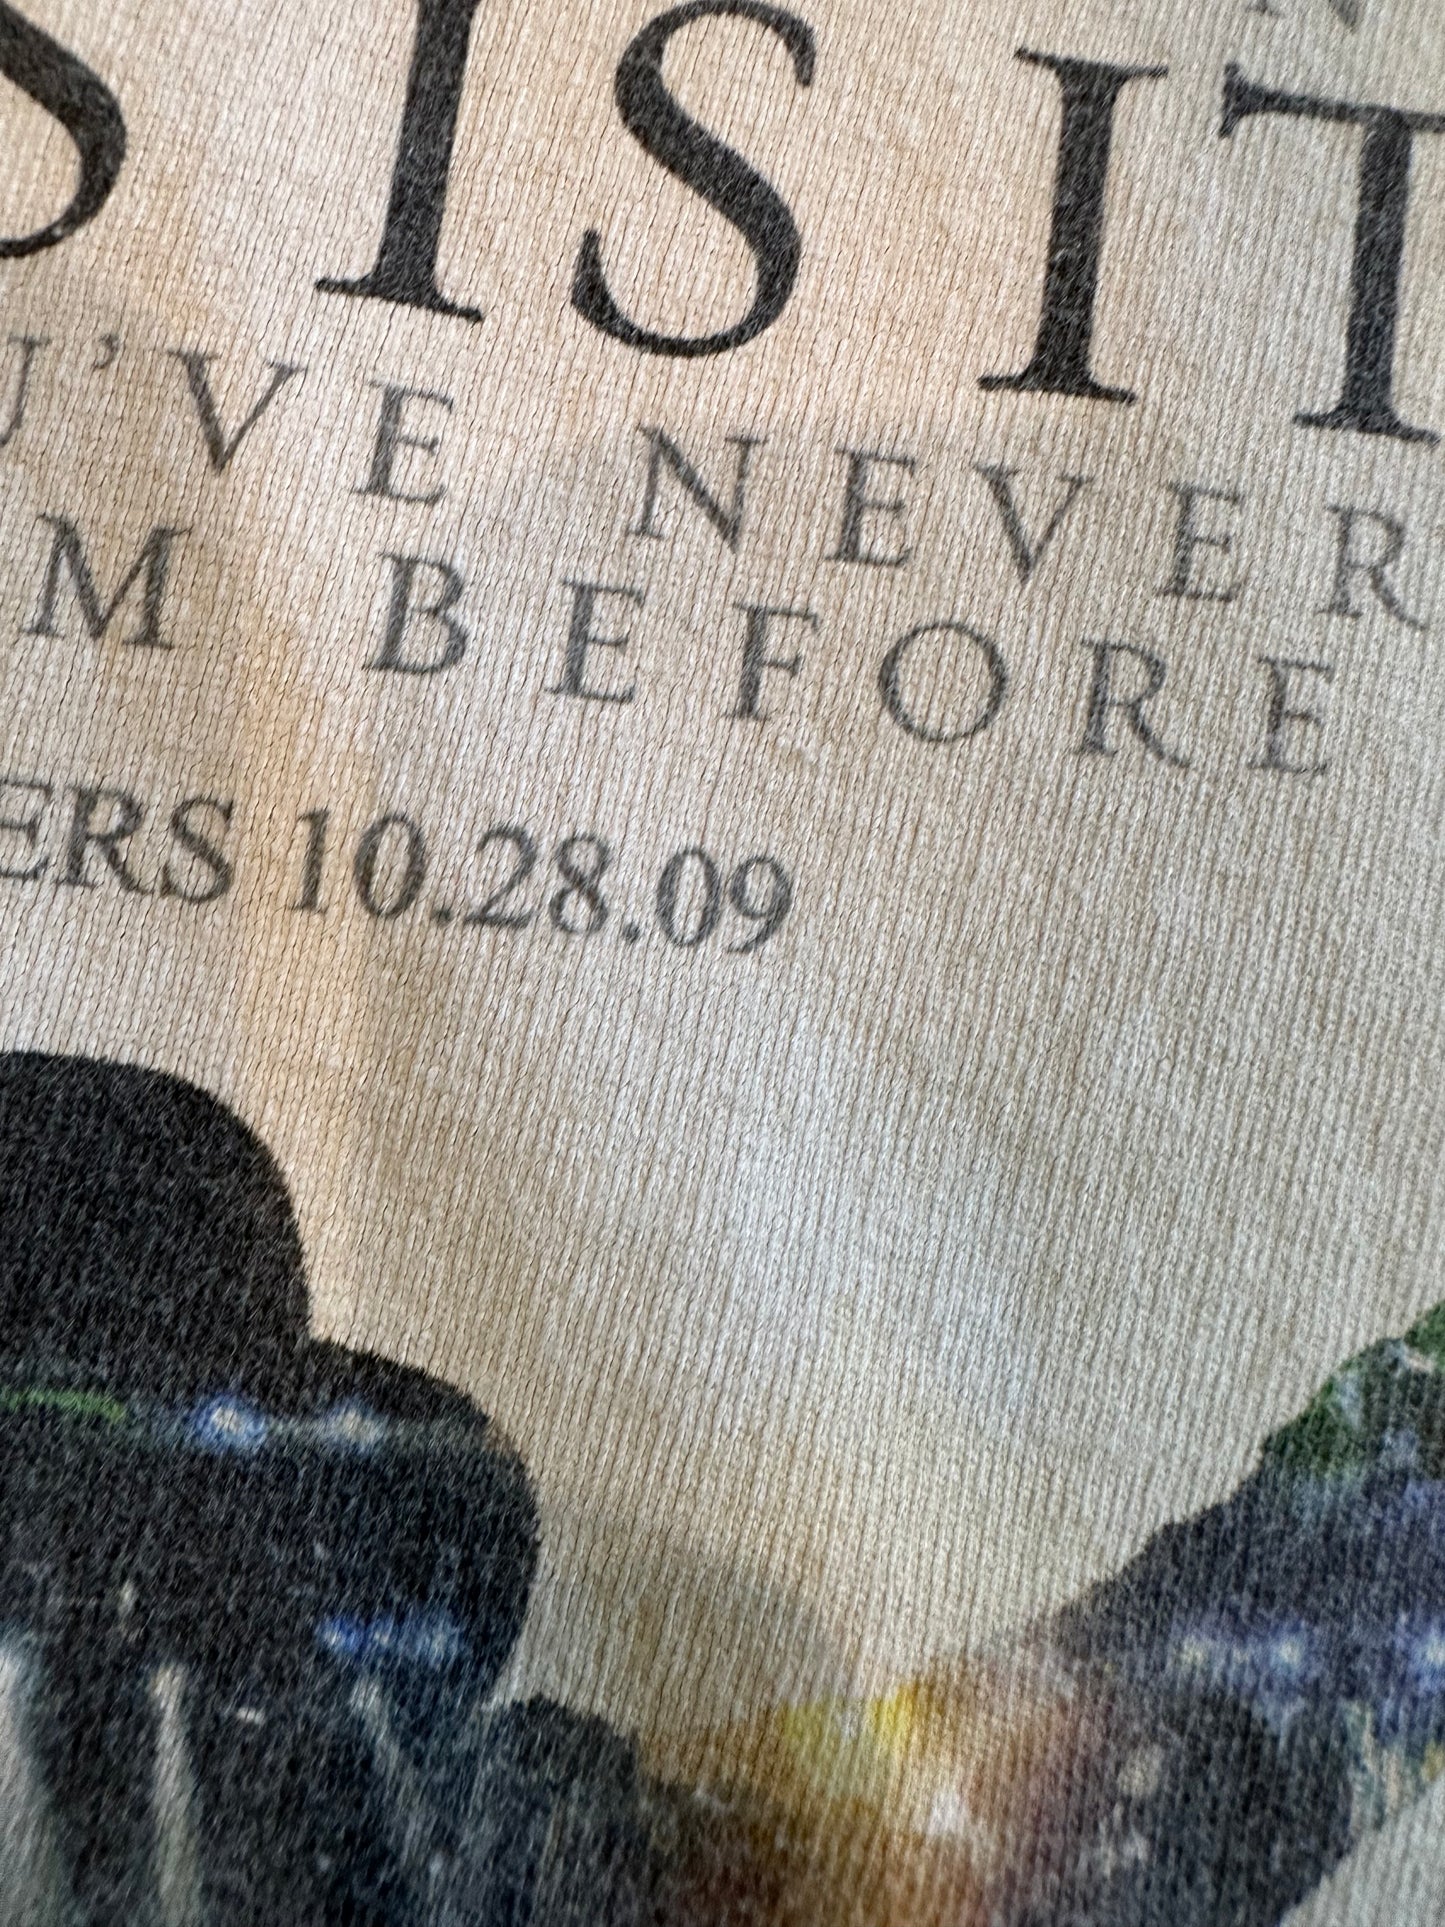 S IS IT
U'VE NEVER
M BEFORE
ERS 10.28.09